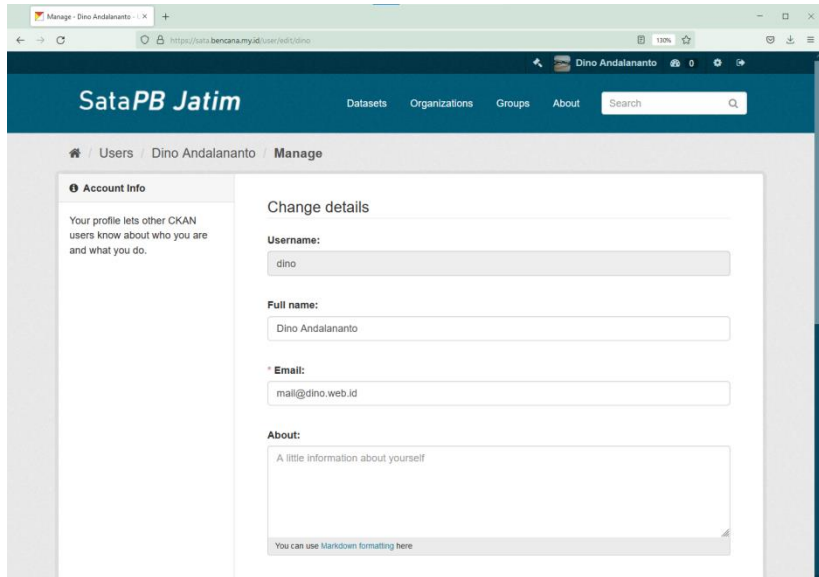 Manage - Dino Andalananto - 
https://sata.bencana.my.id/user/edit/dino
130%
Dino Andalananto 0
SataPB Jatim
Datasets Organizations Groups About Search
/ Users / Dino Andalananto / Manage
Account Info
Your profile lets other CKAN
users know about who you are
and what you do.
Change details
Username:
dino
Full name:
Dino Andalananto
* Email:
mail@dino.web.id
About:
A little information about yourself
You can use Markdown formatting here